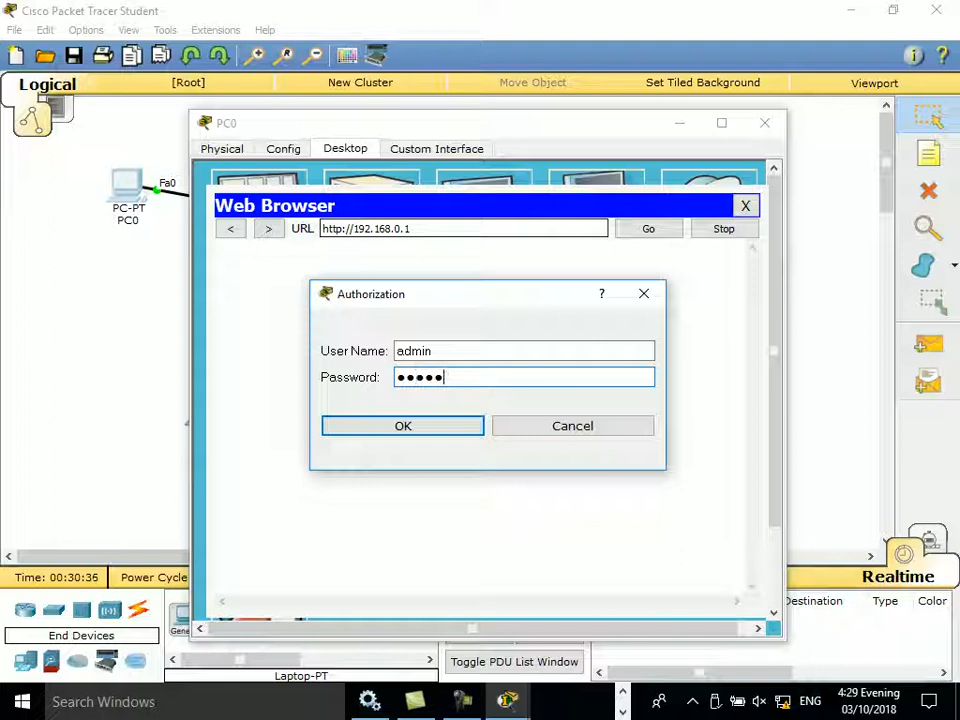 Cisco Packet Tracer Student
File Edit Options View Tools Extensions Help
Logical [Root] New Cluster Move Object Set Tiled Background Viewport
PC0
Physical Config Desktop Custom Interface
Web Browser X
< > URL http://192.168.0.1 Go Stop
Fa0
PC-PT
PC0
Authorization ?
User Name: admin
Password: ●●●●●
OK Cancel
Time: 00:30:36 Power Cycle
Realtime
End Devices
Destination Type Color
Toggle PDU List Window
Laptop-PT
Search Windows
ENG
4:29 Evening
03/10/2018